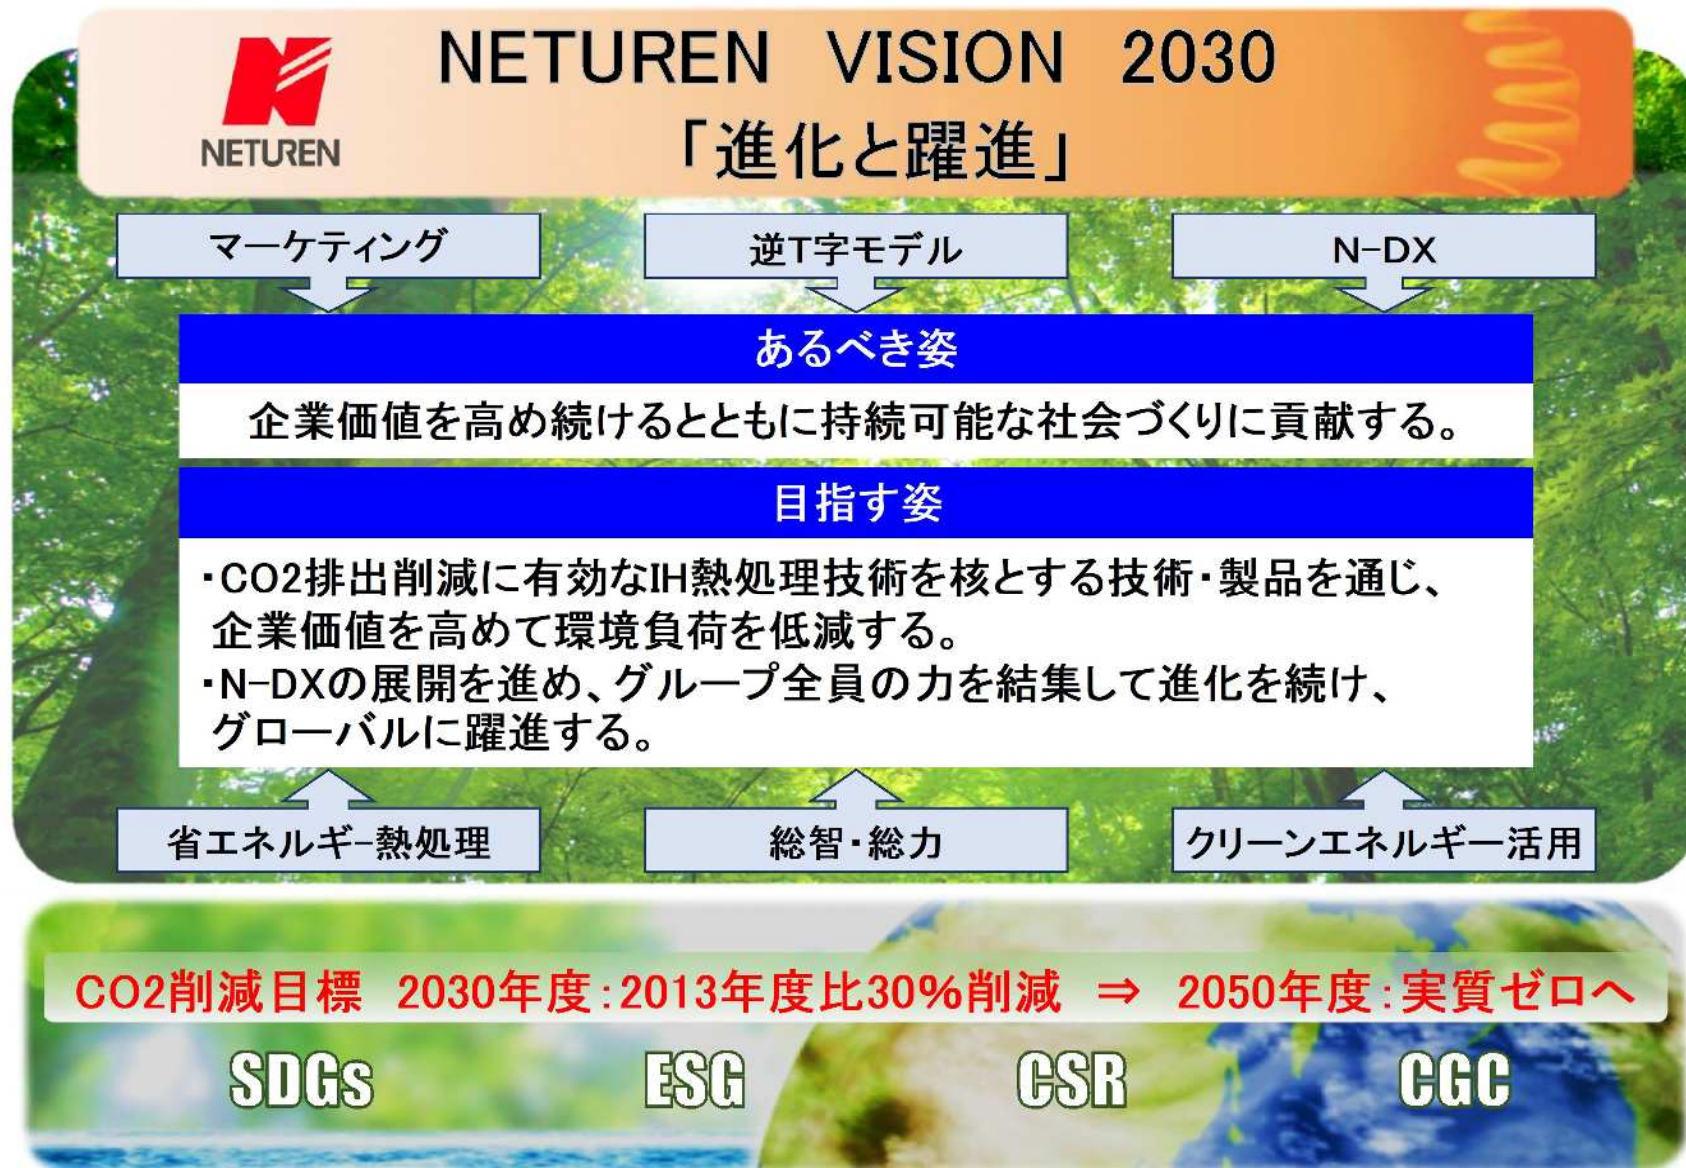 NETUREN VISION 2030
NETUREN
「進化と躍進」
マーケティング
逆T字モデル
N-DX
あるべき姿
企業価値を高め続けるとともに持続可能な社会づくりに貢献する。
目指す姿
・CO2排出削減に有効なIH熱処理技術を核とする技術・製品を通じ、
企業価値を高めて環境負荷を低減する。
・N-DXの展開を進め、グループ全員の力を結集して進化を続け、
グローバルに躍進する。
省エネルギ-熱処理
総智・総力
クリーンエネルギー活用
CO2削減目標 2030年度:2013年度比30%削減 ⇒ 2050年度:実質ゼロへ
SDGs
ESG
CSR
CGC